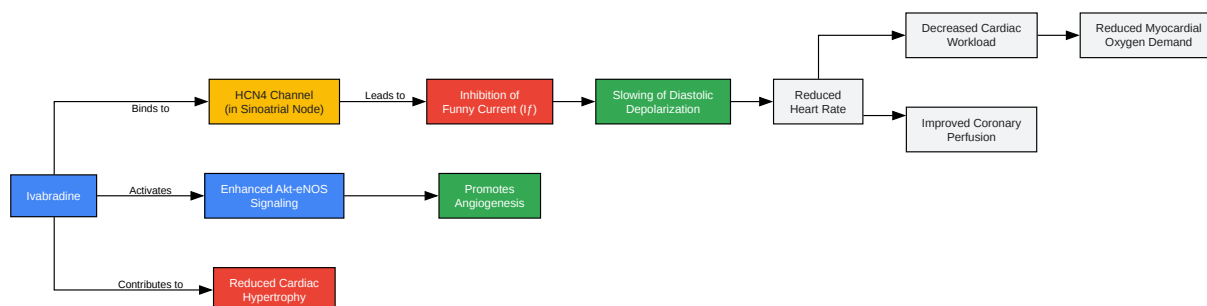 Decreased Cardiac
Workload
Reduced Myocardial
Oxygen Demand
HCN4 Channel
(in Sinoatrial Node)
Binds to
Leads to
Inhibition of
Funny Current (Iƒ)
Slowing of Diastolic
Depolarization
Reduced
Heart Rate
Improved Coronary
Perfusion
Ivabradine
Activates
Enhanced Akt-eNOS
Signaling
Promotes
Angiogenesis
Contributes to
Reduced Cardiac
Hypertrophy